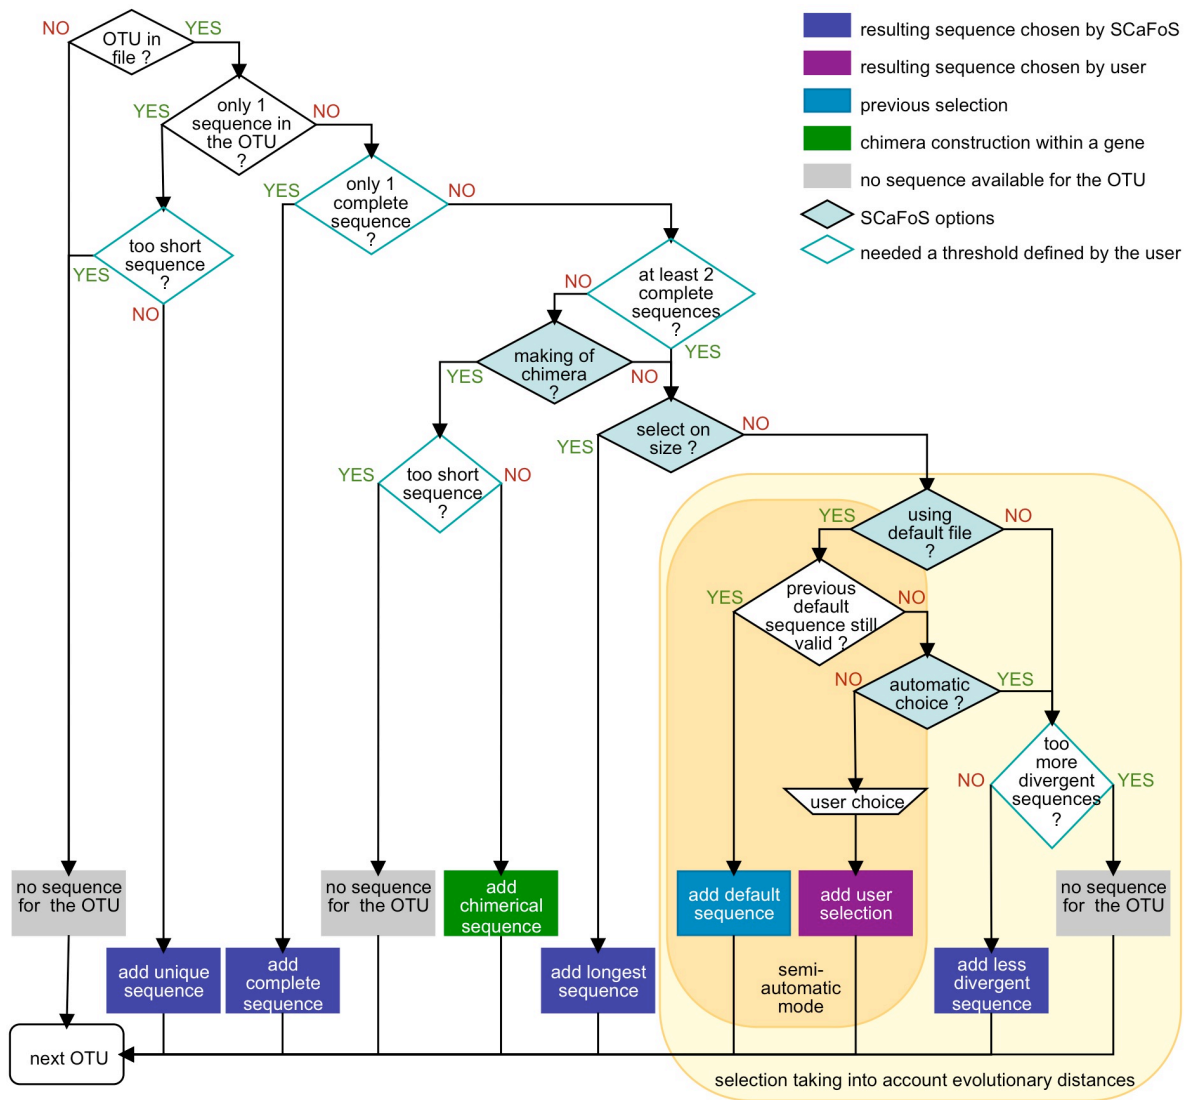 NO
YES
OTU in
file ?
resulting sequence chosen by SCaFoS
resulting sequence chosen by user
previous selection
chimera construction within a gene
no sequence available for the OTU
SCaFoS options
needed a threshold defined by the user
YES
only 1
sequence in
the OTU
?
NO
YES
only 1
complete
sequence
?
NO
too short
sequence
?
YES
NO
NO
at least 2
complete
sequences
?
YES
making of
chimera
?
YES
NO
select on
size ?
NO
YES
YES
too short
sequence
?
NO
YES
using
default file
?
NO
YES
previous
default
sequence still
valid ?
NO
NO
automatic
choice ?
YES
too
more
divergent
sequences
?
NO
YES
user choice
no sequence
for the OTU
no sequence
for the OTU
add
chimerical
sequence
add default
sequence
add user
selection
no sequence
for the OTU
add unique
sequence
add
complete
sequence
add longest
sequence
semi-
automatic
mode
add less
divergent
sequence
next OTU
selection taking into account evolutionary distances